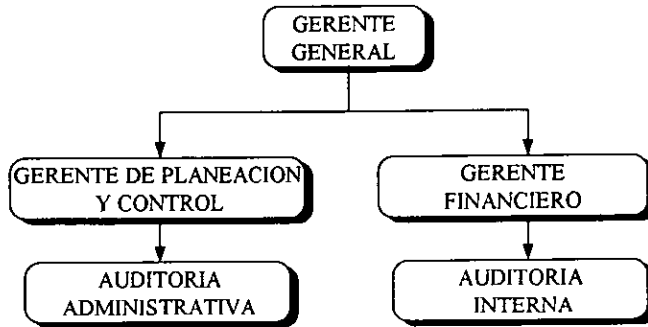 GERENTE
GENERAL
GERENTE DE PLANEACION
Y CONTROL
GERENTE
FINANCIERO
AUDITORIA
ADMINISTRATIVA
AUDITORIA
INTERNA